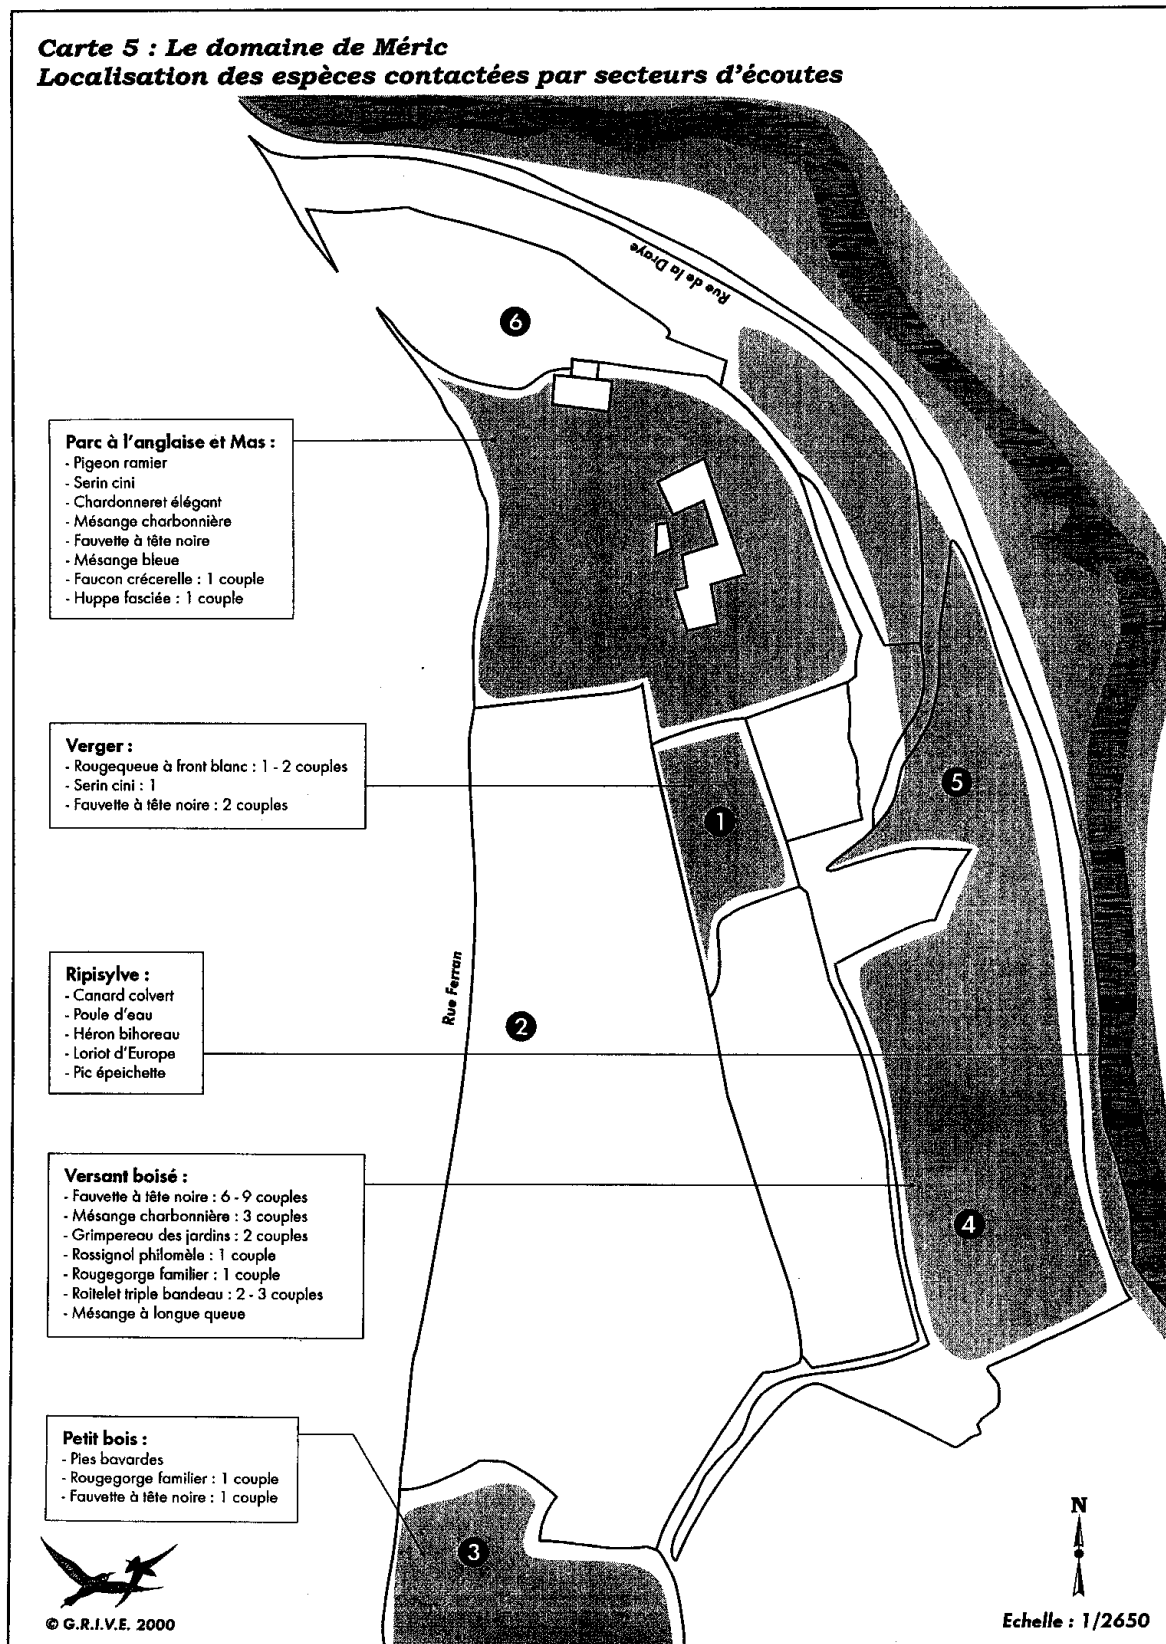 Carte 5 : Le domaine de Méric
Localisation des espèces contactées par secteurs d'écoutes
Rue de la Draye
6
Parc à l'anglaise et Mas :
- Pigeon ramier
- Serin cini
- Chardonneret élégant
- Mésange charbonnière
- Fauvette à tête noire
- Mésange bleue
- Faucon crécerelle : 1 couple
- Huppe fasciée : 1 couple
Verger :
- Rougequeue à front blanc : 1 - 2 couples
- Serin cini : 1
- Fauvette à tête noire : 2 couples
5
1
Ripisylve :
- Canard colvert
- Poule d'eau
- Héron bihoreau
- Loriot d'Europe
- Pic épeichette
Rue Ferran
2
Versant boisé :
- Fauvette à tête noire : 6 - 9 couples
- Mésange charbonnière : 3 couples
- Grimpereau des jardins : 2 couples
- Rossignol philomèle : 1 couple
- Rougegorge familier : 1 couple
- Roitelet triple bandeau : 2 - 3 couples
- Mésange à longue queue
4
Petit bois :
- Pies bavardes
- Rougegorge familier : 1 couple
- Fauvette à tête noire : 1 couple
3
N
© G.R.I.V.E. 2000
Echelle : 1/2650